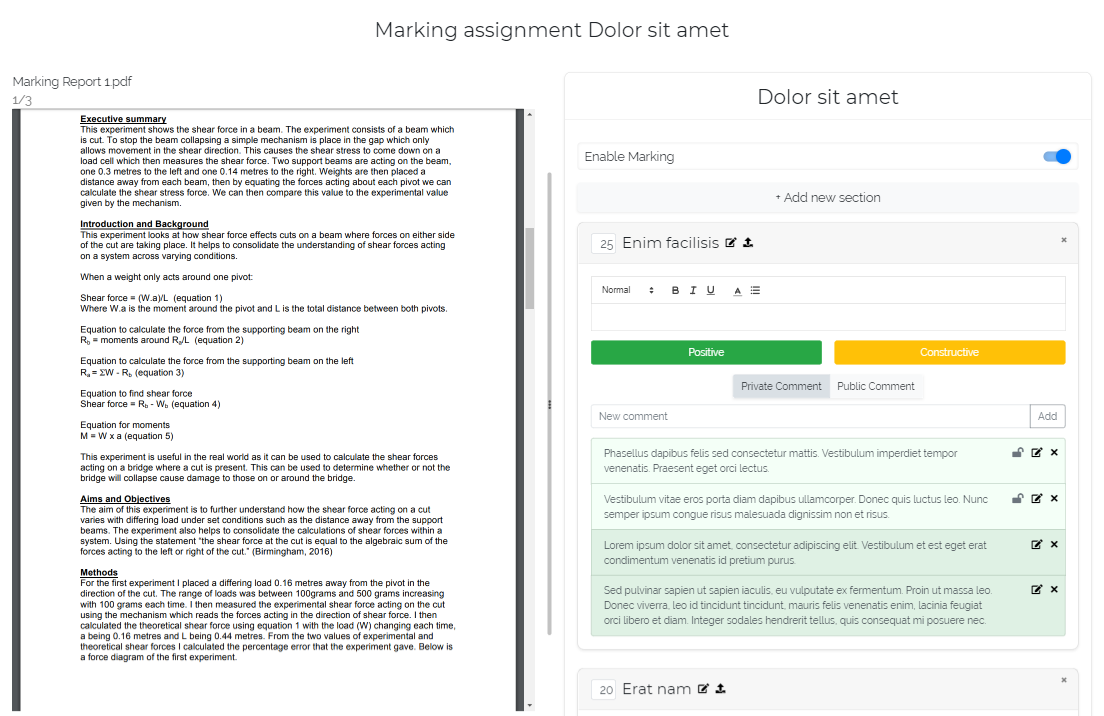 Marking assignment Dolor sit amet
Marking Report 1.pdf
1/3
Executive summary
This experiment shows the shear force in a beam. The experiment consists of a beam which
is cut. To stop the beam collapsing a simple mechanism is place in the gap which only
allows movement in the shear direction. This causes the shear stress to come down on a
load cell which then measures the shear force. Two support beams are acting on the beam,
one 0.3 metres to the left and one 0.14 metres to the right. Weights are then placed a
distance away from each beam, then by equating the forces acting about each pivot we can
calculate the shear stress force. We can then compare this value to the experimental value
given by the mechanism.
Introduction and Background
This experiment looks at how shear force effects cuts on a beam where forces on either side
of the cut are taking place. It helps to consolidate the understanding of shear forces acting
on a system across varying conditions.
When a weight only acts around one pivot:
Shear force = (W.a)/L (equation 1)
Where W.a is the moment around the pivot and L is the total distance between both pivots.
Equation to calculate the force from the supporting beam on the right
Rb = moments around Ra/L (equation 2)
Equation to calculate the force from the supporting beam on the left
Ra = ΣW - Rb (equation 3)
Equation to find shear force
Shear force = Rb - Wb (equation 4)
Equation for moments
M = W x a (equation 5)
This experiment is useful in the real world as it can be used to calculate the shear forces
acting on a bridge where a cut is present. This can be used to determine whether or not the
bridge will collapse cause damage to those on or around the bridge.
Aims and Objectives
The aim of this experiment is to further understand how the shear force acting on a cut
varies with differing load under set conditions such as the distance away from the support
beams. The experiment also helps to consolidate the calculations of shear forces within a
system. Using the statement "the shear force at the cut is equal to the algebraic sum of the
forces acting to the left or right of the cut." (Birmingham, 2016)
Methods
For the first experiment I placed a differing load 0.16 metres away from the pivot in the
direction of the cut. The range of loads was between 100grams and 500 grams increasing
with 100 grams each time. I then measured the experimental shear force acting on the cut
using the mechanism which reads the forces acting in the direction of shear force. I then
calculated the theoretical shear force using equation 1 with the load (W) changing each time,
a being 0.16 metres and L being 0.44 metres. From the two values of experimental and
theoretical shear forces I calculated the percentage error that the experiment gave. Below is
a force diagram of the first experiment.
Dolor sit amet
Enable Marking
+ Add new section
25 Enim facilisis
Normal B I U A
Positive Constructive
Private Comment Public Comment
New comment Add
Phasellus dapibus felis sed consectetur mattis. Vestibulum imperdiet tempor
venenatis. Praesent eget orci lectus.
Vestibulum vitae eros porta diam dapibus ullamcorper. Donec quis luctus leo. Nunc
semper ipsum congue risus malesuada dignissim non et risus.
Lorem ipsum dolor sit amet, consectetur adipiscing elit. Vestibulum et est eget erat
condimentum venenatis id pretium purus.
Sed pulvinar sapien ut sapien iaculis, eu vulputate ex fermentum. Proin ut massa leo.
Donec viverra, leo id tincidunt tincidunt, mauris felis venenatis enim, lacinia feugiat
orci libero et diam. Integer sodales hendrerit tellus, quis consequat mi posuere nec.
20 Erat nam